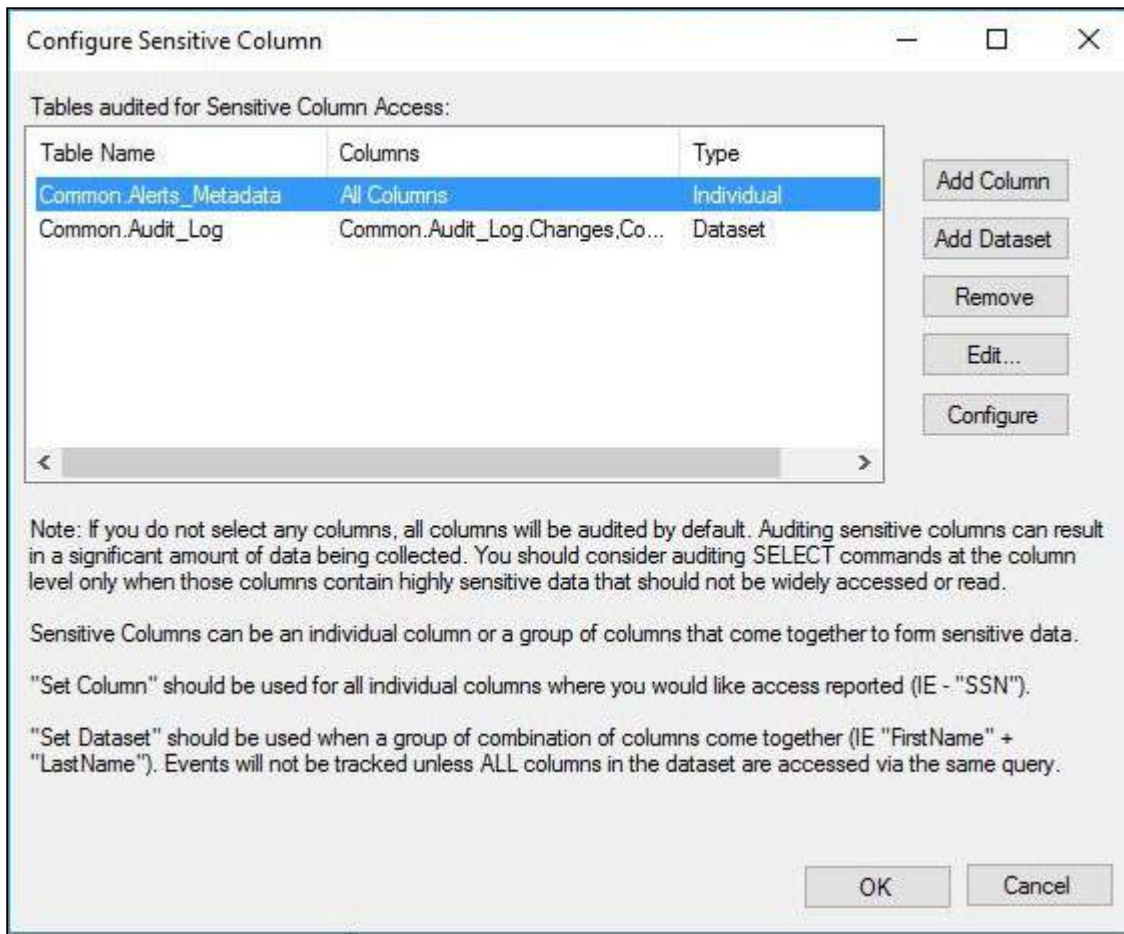 Configure Sensitive Column
Tables audited for Sensitive Column Access:
Table Name Columns Type
Common.Alerts_Metadata All Columns Individual
Common.Audit_Log Common.Audit_Log.Changes,Co... Dataset
Add Column
Add Dataset
Remove
Edit...
Configure
Note: If you do not select any columns, all columns will be audited by default. Auditing sensitive columns can result
in a significant amount of data being collected. You should consider auditing SELECT commands at the column
level only when those columns contain highly sensitive data that should not be widely accessed or read.
Sensitive Columns can be an individual column or a group of columns that come together to form sensitive data.
"Set Column" should be used for all individual columns where you would like access reported (IE - "SSN").
"Set Dataset" should be used when a group of combination of columns come together (IE "FirstName" +
"LastName"). Events will not be tracked unless ALL columns in the dataset are accessed via the same query.
OK Cancel